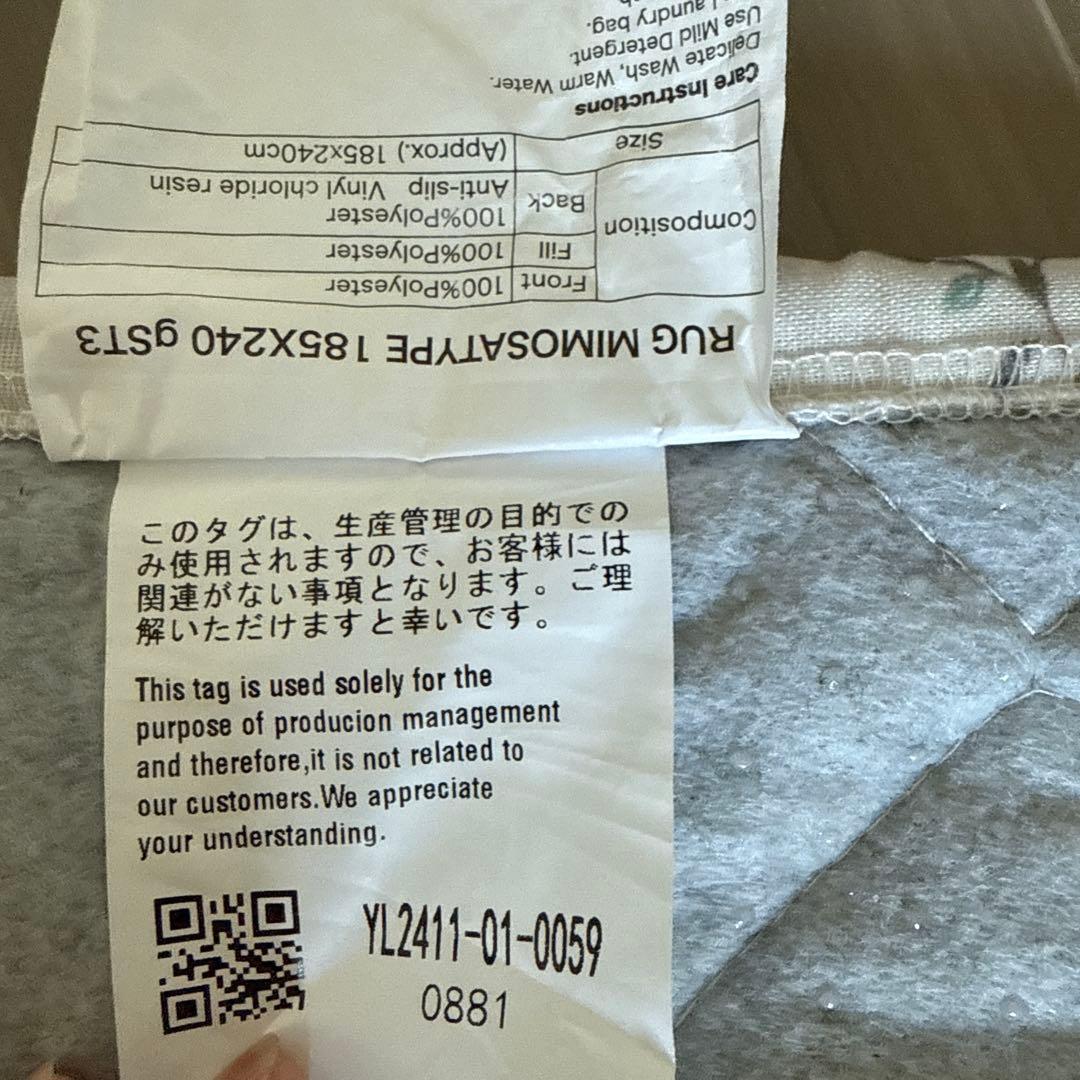 RUG MIMOSATYPE 185X240 gST3
Composition
Front 100%Polyester
Fill 100%Polyester
Back 100%Polyester
Anti-slip Vinyl chloride resin
Size (Approx.) 185x240cm
Care Instructions
Delicate Wash, Warm Water.
Use Mild Detergent.
Laundry bag.
このタグは、生産管理の目的での
み使用されますので、お客様には
関連がない事項となります。ご理
解いただけますと幸いです。
This tag is used solely for the
purpose of producion management
and therefore,it is not related to
our customers.We appreciate
your understanding.
YL2411-01-0059
0881